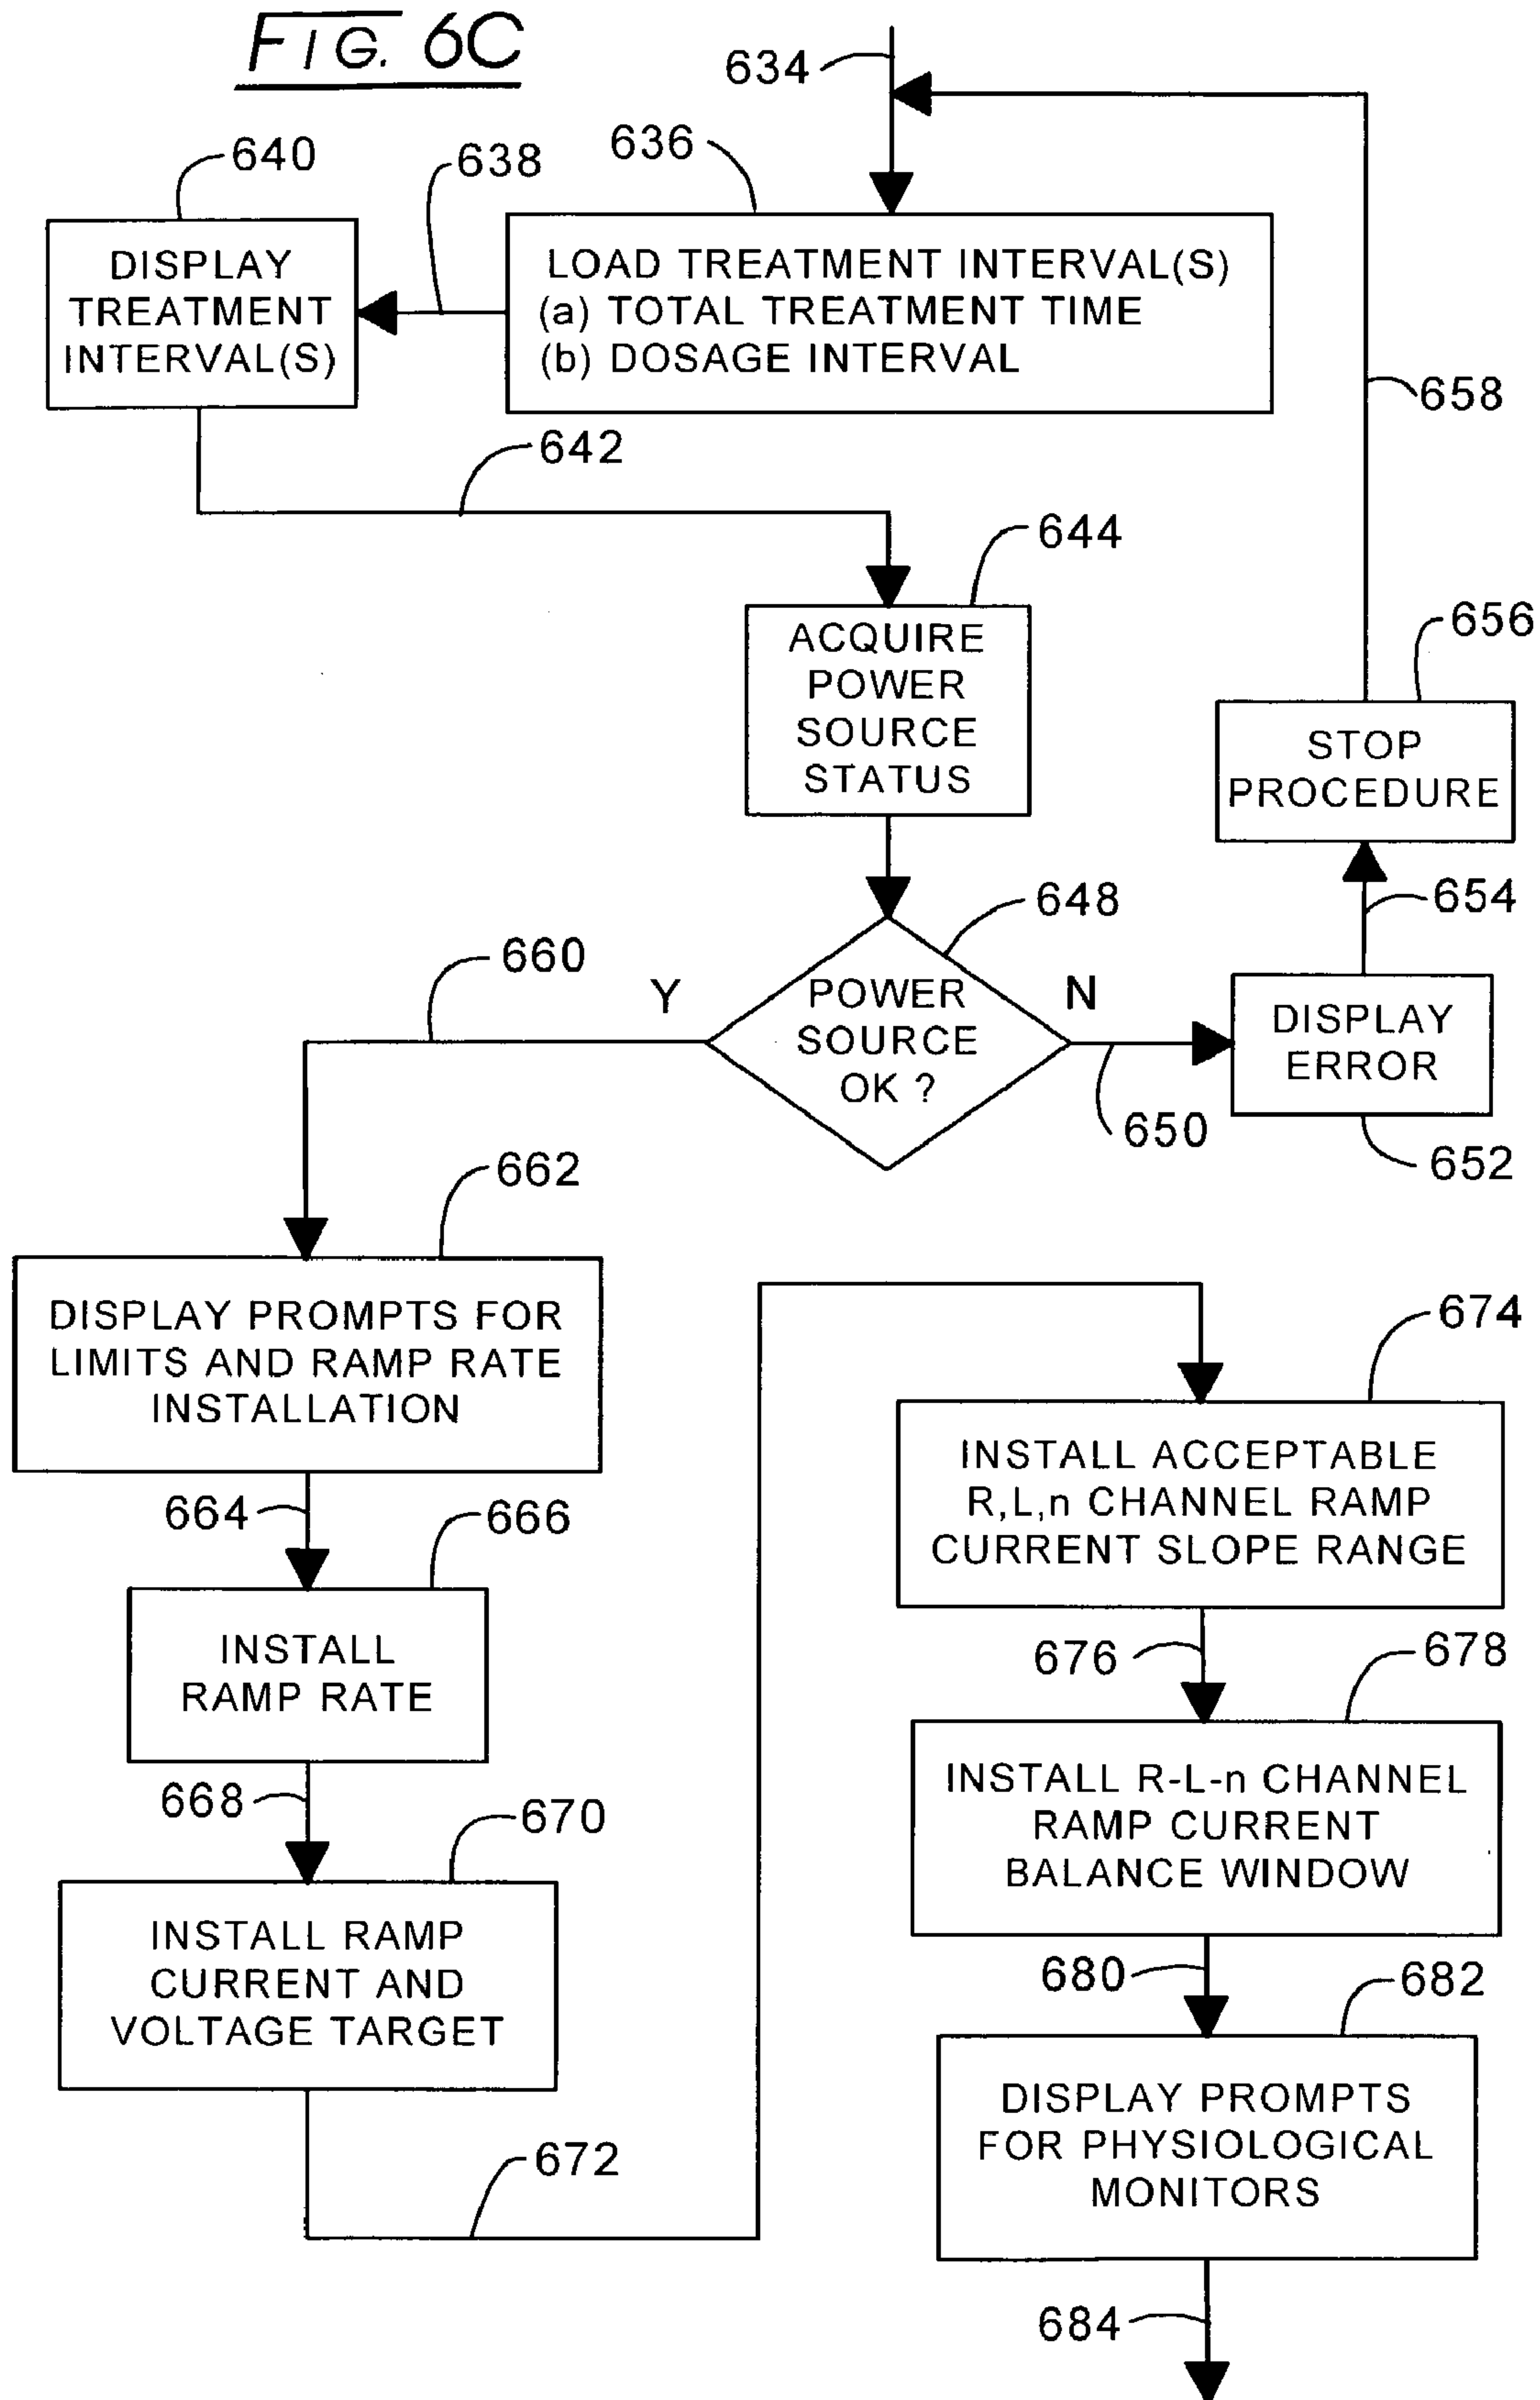 FIG. 6C
634
636
638
640
LOAD TREATMENT INTERVAL(S)
(a) TOTAL TREATMENT TIME
(b) DOSAGE INTERVAL
DISPLAY
TREATMENT
INTERVAL(S)
658
642
644
ACQUIRE
POWER
SOURCE
STATUS
656
STOP
PROCEDURE
654
648
660
Y
POWER
SOURCE
OK ?
N
650
DISPLAY
ERROR
652
662
DISPLAY PROMPTS FOR
LIMITS AND RAMP RATE
INSTALLATION
664
666
INSTALL
RAMP RATE
668
670
INSTALL RAMP
CURRENT AND
VOLTAGE TARGET
672
674
INSTALL ACCEPTABLE
R,L,n CHANNEL RAMP
CURRENT SLOPE RANGE
676
678
INSTALL R-L-n CHANNEL
RAMP CURRENT
BALANCE WINDOW
680
682
DISPLAY PROMPTS
FOR PHYSIOLOGICAL
MONITORS
684